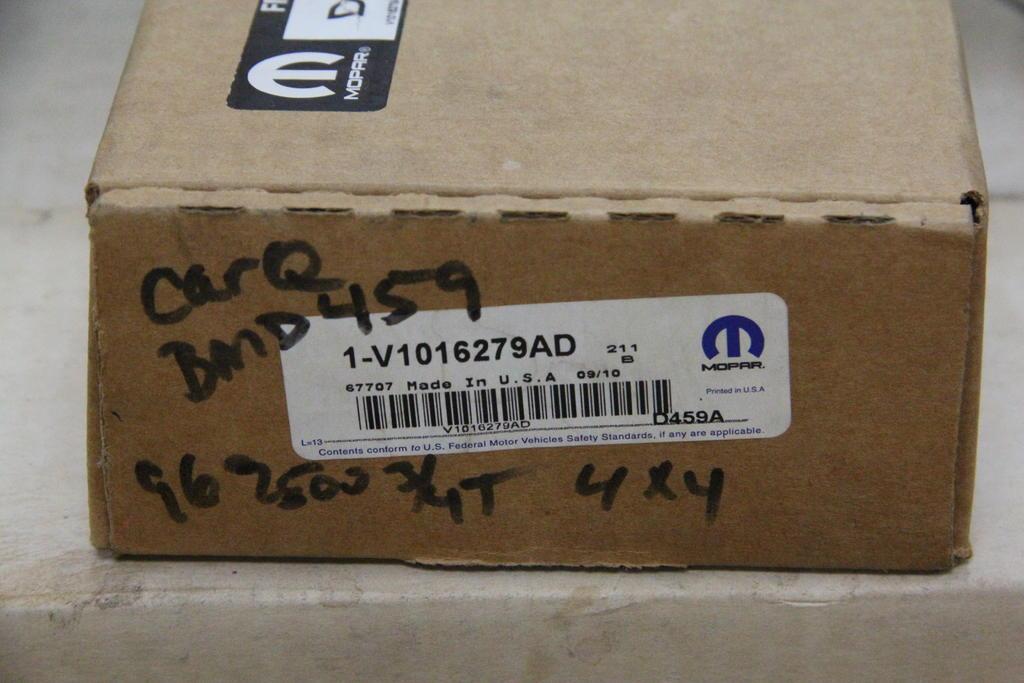 MOPAR®
CarQ
BMD459
1-V1016279AD 211
B
67707 Made In U.S.A 09/10
MOPAR.
Printed in U.S.A
V1016279AD
D459A
L=13
Contents conform to U.S. Federal Motor Vehicles Safety Standards, if any are applicable.
96 2500 3/4T 4x4